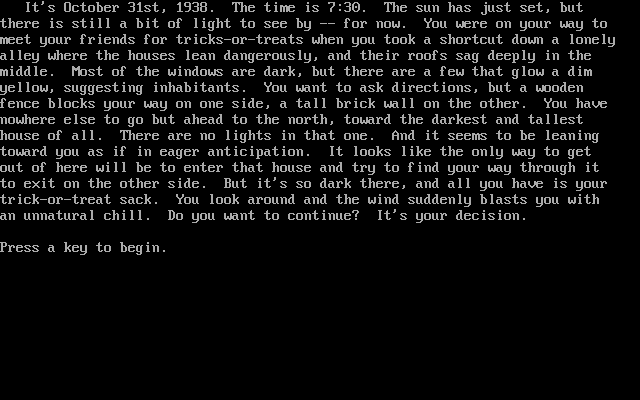 It's October 31st, 1938.  The time is 7:30.  The sun has just set, but
there is still a bit of light to see by -- for now.  You were on your way to
meet your friends for tricks-or-treats when you took a shortcut down a lonely
alley where the houses lean dangerously, and their roofs sag deeply in the
middle.  Most of the windows are dark, but there are a few that glow a dim
yellow, suggesting inhabitants.  You want to ask directions, but a wooden
fence blocks your way on one side, a tall brick wall on the other.  You have
nowhere else to go but ahead to the north, toward the darkest and tallest
house of all.  There are no lights in that one.  And it seems to be leaning
toward you as if in eager anticipation.  It looks like the only way to get
out of here will be to enter that house and try to find your way through it
to exit on the other side.  But it's so dark there, and all you have is your
trick-or-treat sack.  You look around and the wind suddenly blasts you with
an unnatural chill.  Do you want to continue?  It's your decision.
Press a key to begin.